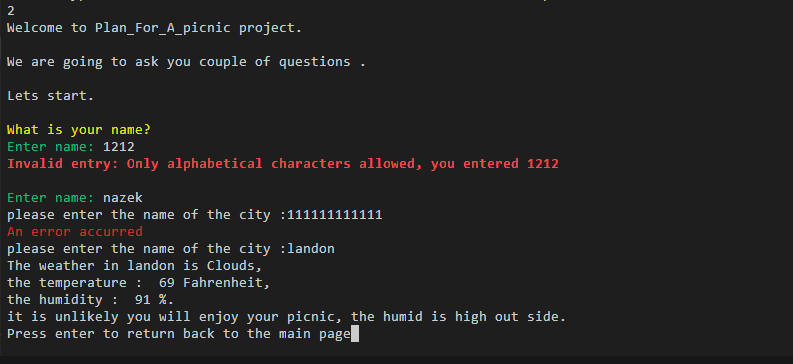 2
Welcome to Plan_For_A_picnic project.
We are going to ask you couple of questions .
Lets start.
What is your name?
Enter name: 1212
Invalid entry: Only alphabetical characters allowed, you entered 1212
Enter name: nazek
please enter the name of the city :111111111111
An error accurred
please enter the name of the city :landon
The weather in landon is Clouds,
the temperature :  69 Fahrenheit,
the humidity :  91 %.
it is unlikely you will enjoy your picnic, the humid is high out side.
Press enter to return back to the main page